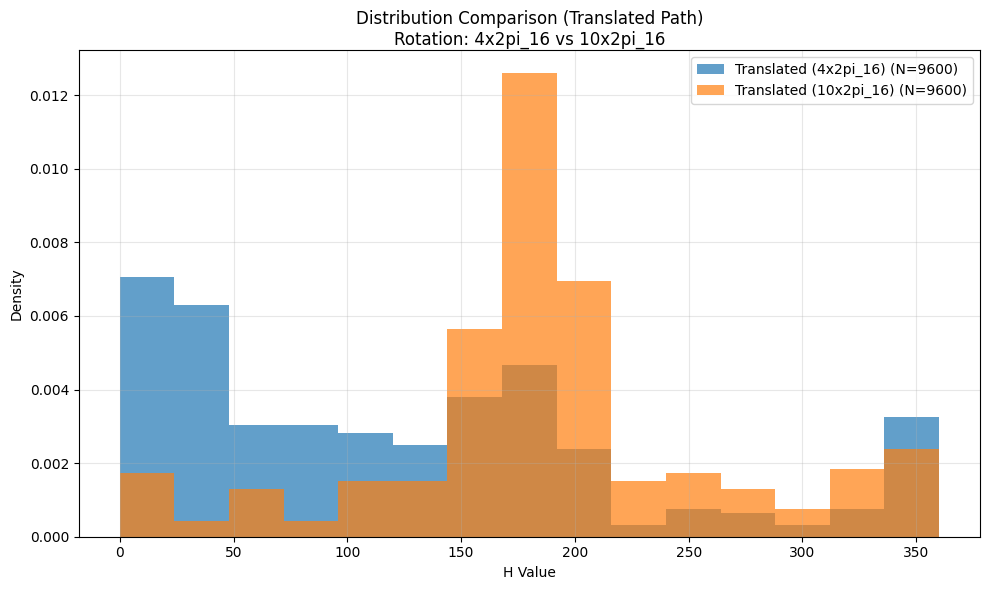 Distribution Comparison (Translated Path)
Rotation: 4x2pi_16 vs 10x2pi_16
Translated (4x2pi_16) (N=9600)
Translated (10x2pi_16) (N=9600)
0.012
0.010
0.008
0.006
0.004
0.002
0.000
Density
0 50 100 150 200 250 300 350
H Value